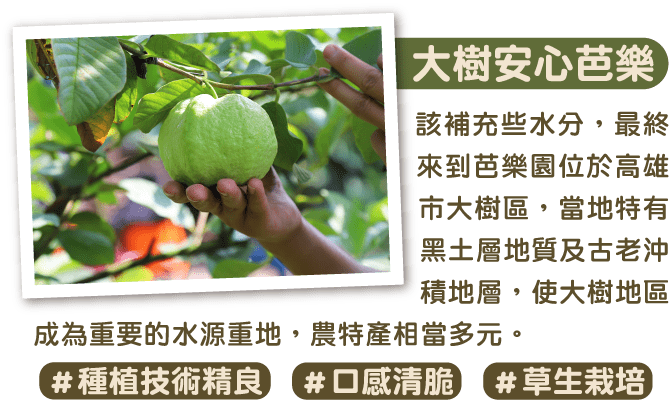 大樹安心芭樂
該補充些水分，最終
來到芭樂園位於高雄
市大樹區，當地特有
黑土層地質及古老沖
積地層，使大樹地區
成為重要的水源重地，農特產相當多元。
#種植技術精良 #口感清脆 #草生栽培